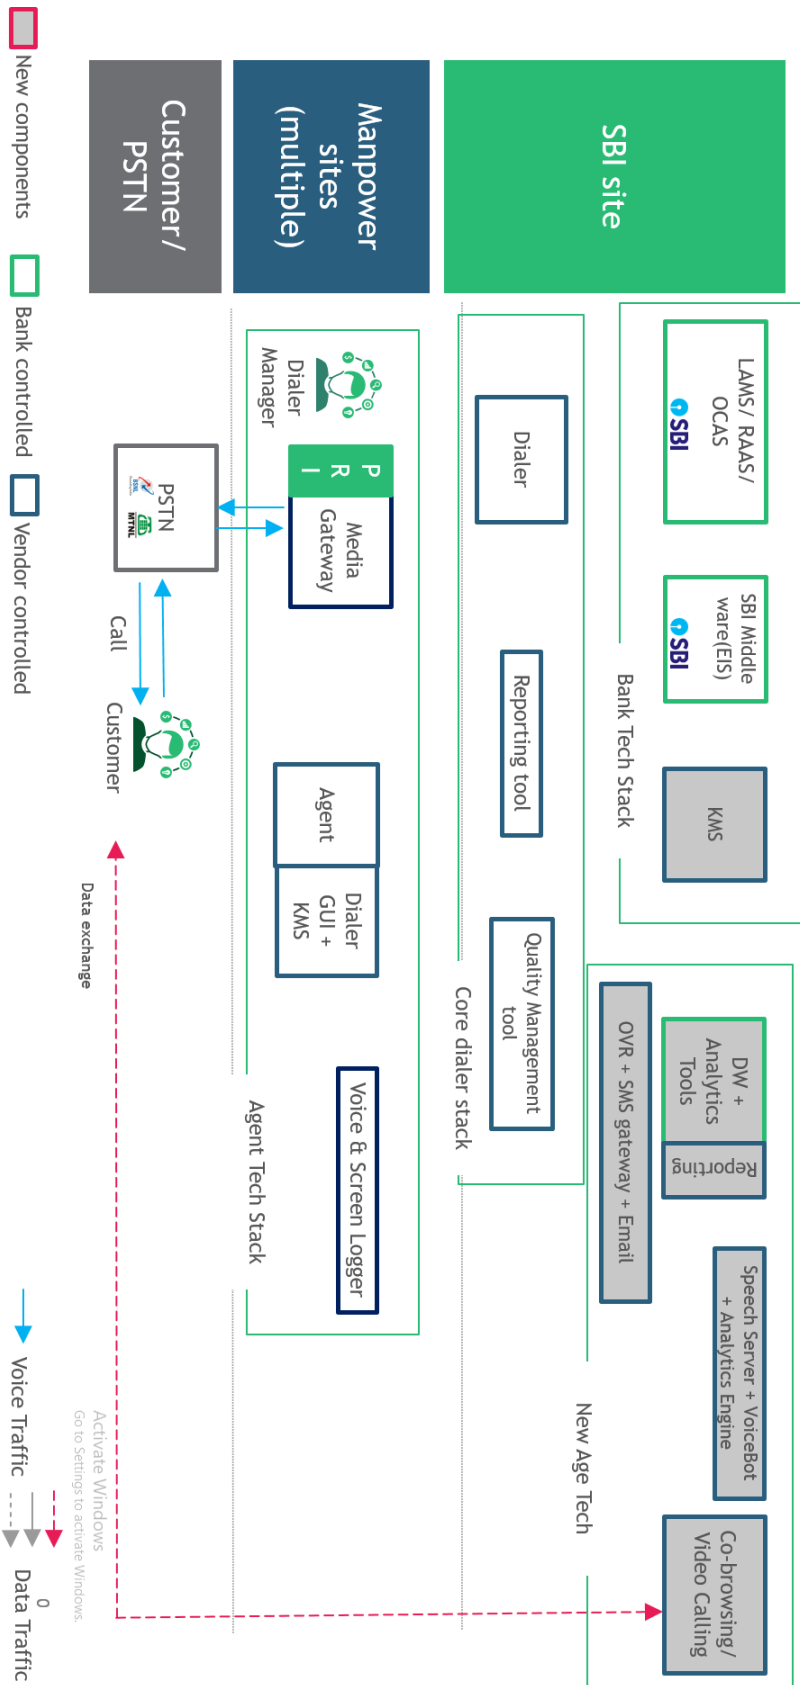 SBI site
LAMS/ RAAS/
OCAS
SBI
SBI Middle
ware(EIS)
SBI
KMS
Bank Tech Stack
DW +
Analytics
Tools
Reporting
Speech Server + VoiceBot
+ Analytics Engine
Co-browsing/
Video Calling
OVR + SMS gateway + Email
New Age Tech
Dialer
Reporting tool
Quality Management
tool
Core dialer stack
Manpower
sites
(multiple)
Dialer
Manager
P
R
I
Media
Gateway
Agent
Dialer
GUI +
KMS
Voice & Screen Logger
Agent Tech Stack
Customer/
PSTN
PSTN
BSNL
MTNL
Call
Customer
Data exchange
Activate Windows
Go to Settings to activate Windows.
New components
Bank controlled
Vendor controlled
Voice Traffic
0
Data Traffic